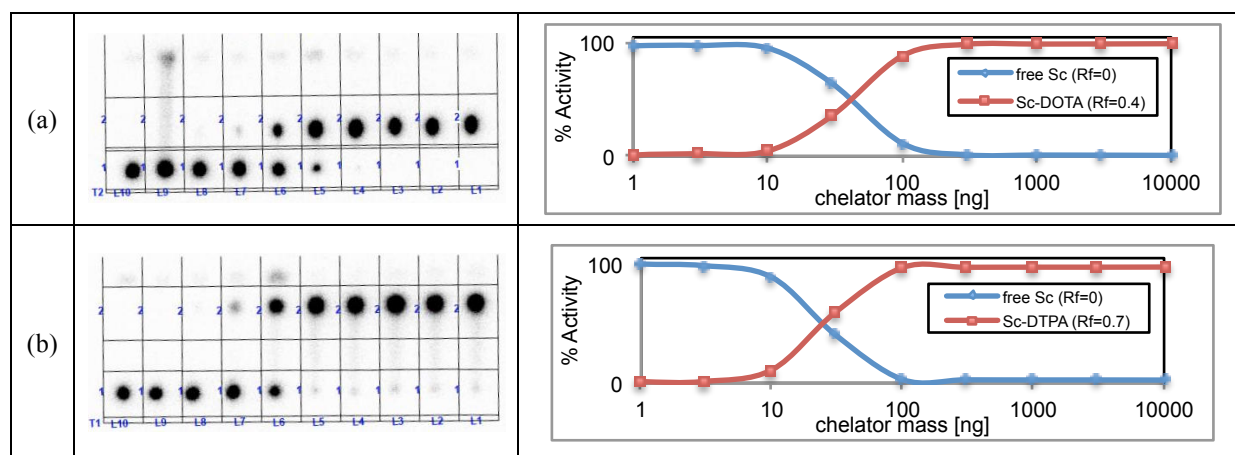 (a)
2 2 2 2 2 2 2 2 2
1 1 1 1 1 1 1 1 1
T2 L10 L9 L8 L7 L6 L5 L4 L3 L2 L1
% Activity
100
0
free Sc (Rf=0)
Sc-DOTA (Rf=0.4)
1 10 100 1000 10000
chelator mass [ng]
(b)
2 2 2 2 2 2 2 2 2
1 1 1 1 1 1 1 1 1
T1 L10 L9 L8 L7 L6 L5 L4 L3 L2 L1
% Activity
100
0
free Sc (Rf=0)
Sc-DTPA (Rf=0.7)
1 10 100 1000 10000
chelator mass [ng]